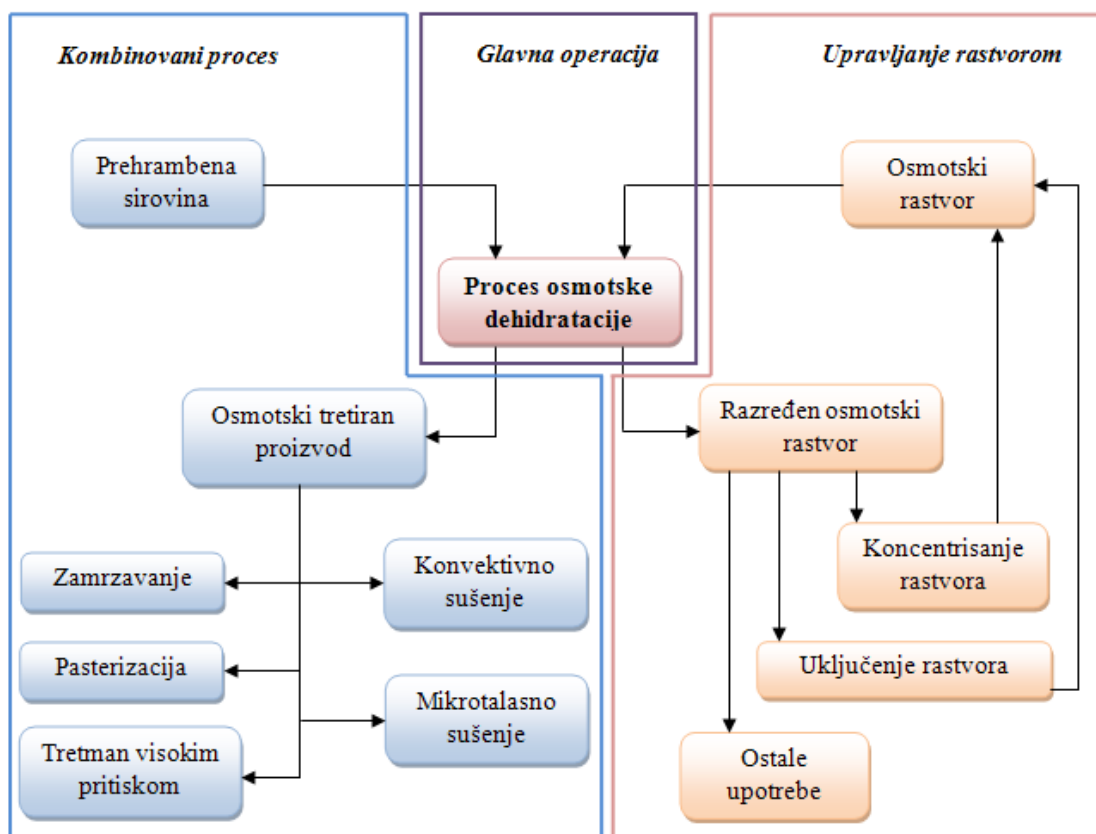 Kombinovani proces
Glavna operacija
Upravljanje rastvorom
Prehrambena
sirovina
Osmotski
rastvor
Proces osmotske
dehidratacije
Osmotski tretiran
proizvod
Razređen osmotski
rastvor
Zamrzavanje
Konvektivno
sušenje
Koncentrisanje
rastvora
Pasterizacija
Uključenje rastvora
Mikrotalasno
sušenje
Tretman visokim
pritiskom
Ostale
upotrebe